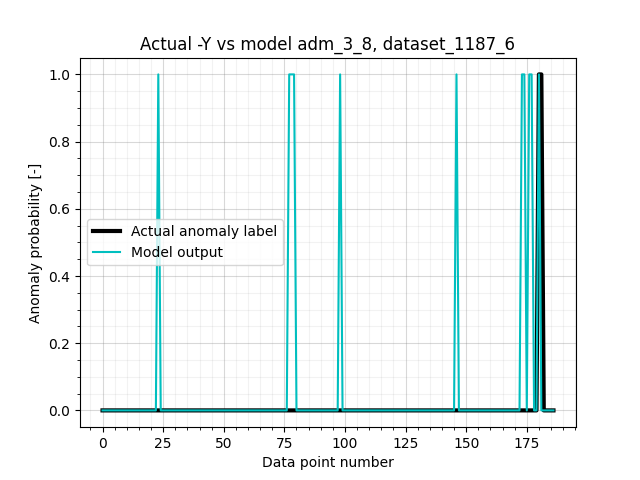 Actual -Y vs model adm_3_8, dataset_1187_6
1.0
0.8
0.6
0.4
0.2
0.0
Anomaly probability [-]
Actual anomaly label
Model output
0 25 50 75 100 125 150 175
Data point number